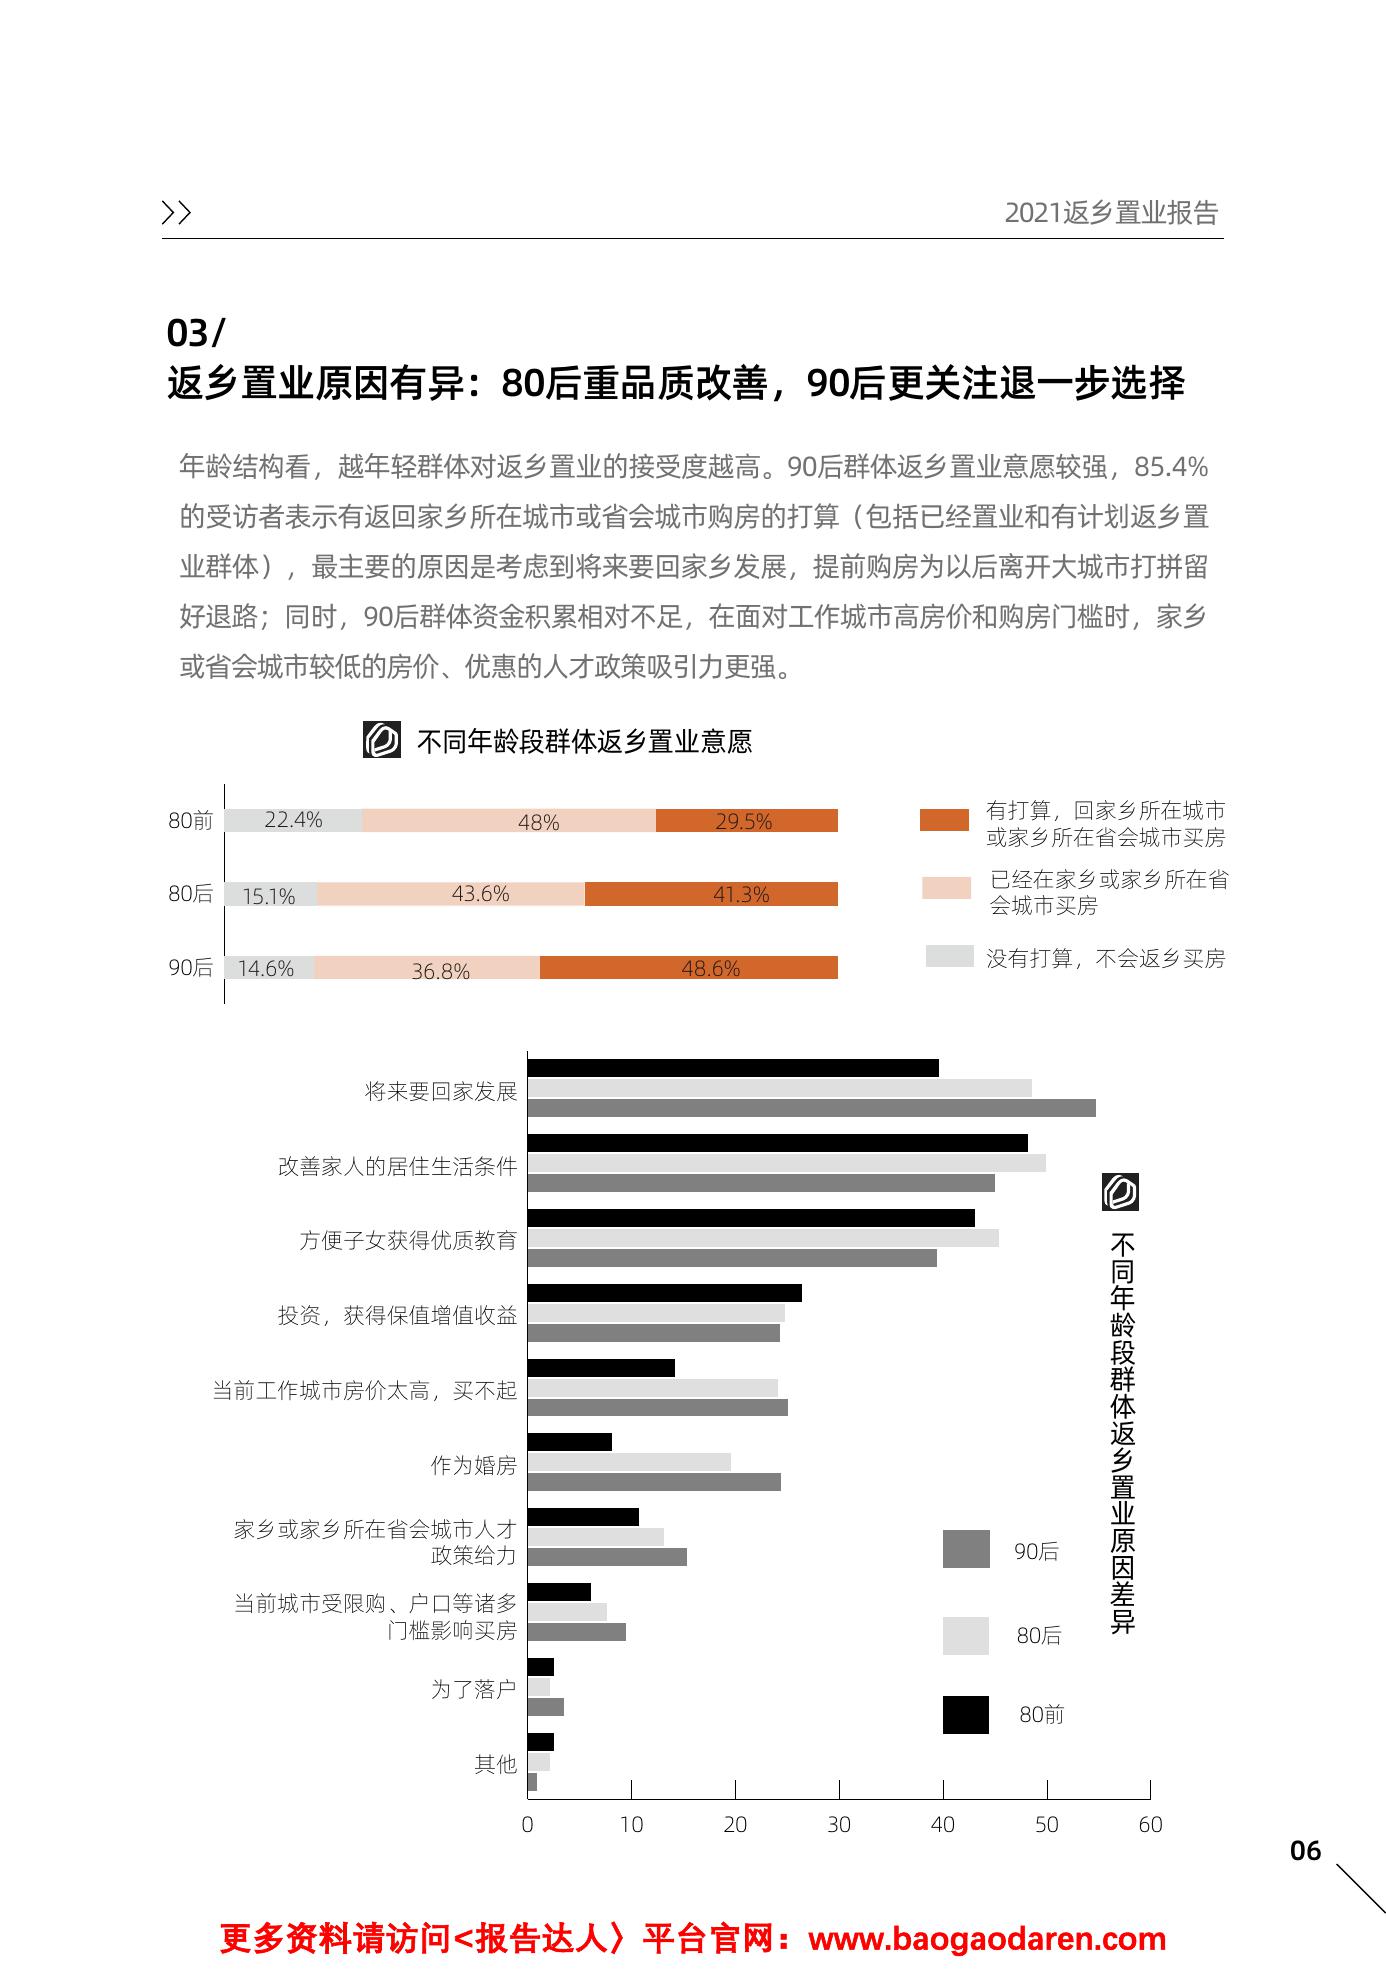 2021返乡置业报告
03/
返乡置业原因有异：80后重品质改善，90后更关注退一步选择
年龄结构看，越年轻群体对返乡置业的接受度越高。90后群体返乡置业意愿较强，85.4%
的受访者表示有返回家乡所在城市或省会城市购房的打算（包括已经置业和有计划返乡置
业群体），最主要的原因是考虑到将来要回家乡发展，提前购房为以后离开大城市打拼留
好退路；同时，90后群体资金积累相对不足，在面对工作城市高房价和购房门槛时，家乡
或省会城市较低的房价、优惠的人才政策吸引力更强。
不同年龄段群体返乡置业意愿
80前 22.4% 48% 29.5%
80后 15.1% 43.6% 41.3%
90后 14.6% 36.8% 48.6%
有打算，回家乡所在城市
或家乡所在省会城市买房
已经在家乡或家乡所在省
会城市买房
没有打算，不会返乡买房
将来要回家发展
改善家人的居住生活条件
方便子女获得优质教育
投资，获得保值增值收益
当前工作城市房价太高，买不起
作为婚房
家乡或家乡所在省会城市人才
政策给力
当前城市受限购、户口等诸多
门槛影响买房
为了落户
其他
0 10 20 30 40 50 60
不同年龄段群体返乡置业原因差异
90后
80后
80前
06
更多资料请访问<报告达人〉平台官网：www.baogaodaren.com